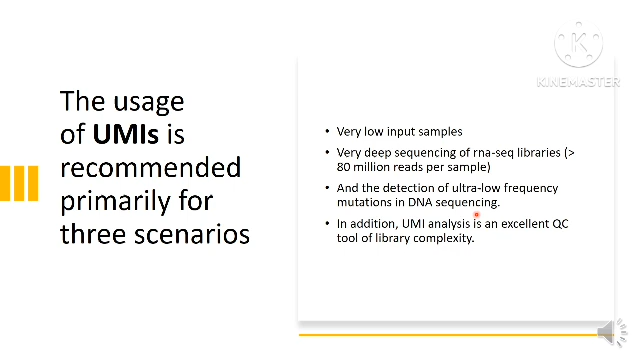 KINEMASTER
The usage
of UMIs is
recommended
primarily for
three scenarios
• Very low input samples
• Very deep sequencing of rna-seq libraries (>
80 million reads per sample)
• And the detection of ultra-low frequency
mutations in DNA sequencing.
• In addition, UMI analysis is an excellent QC
tool of library complexity.